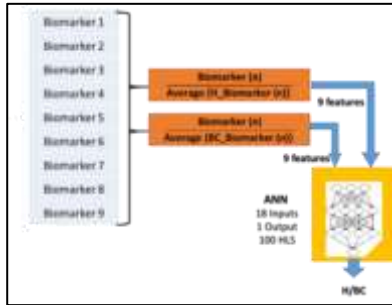 Biomarker 1
Biomarker 2
Biomarker 3
Biomarker 4
Biomarker 5
Biomarker 6
Biomarker 7
Biomarker 8
Biomarker 9
Biomarker (n)
Average (H_Biomarker (n))
9 features
Biomarker (n)
Average (BC_Biomarker (n))
9 features
ANN
18 Inputs
1 Output
100 HLS
H/BC